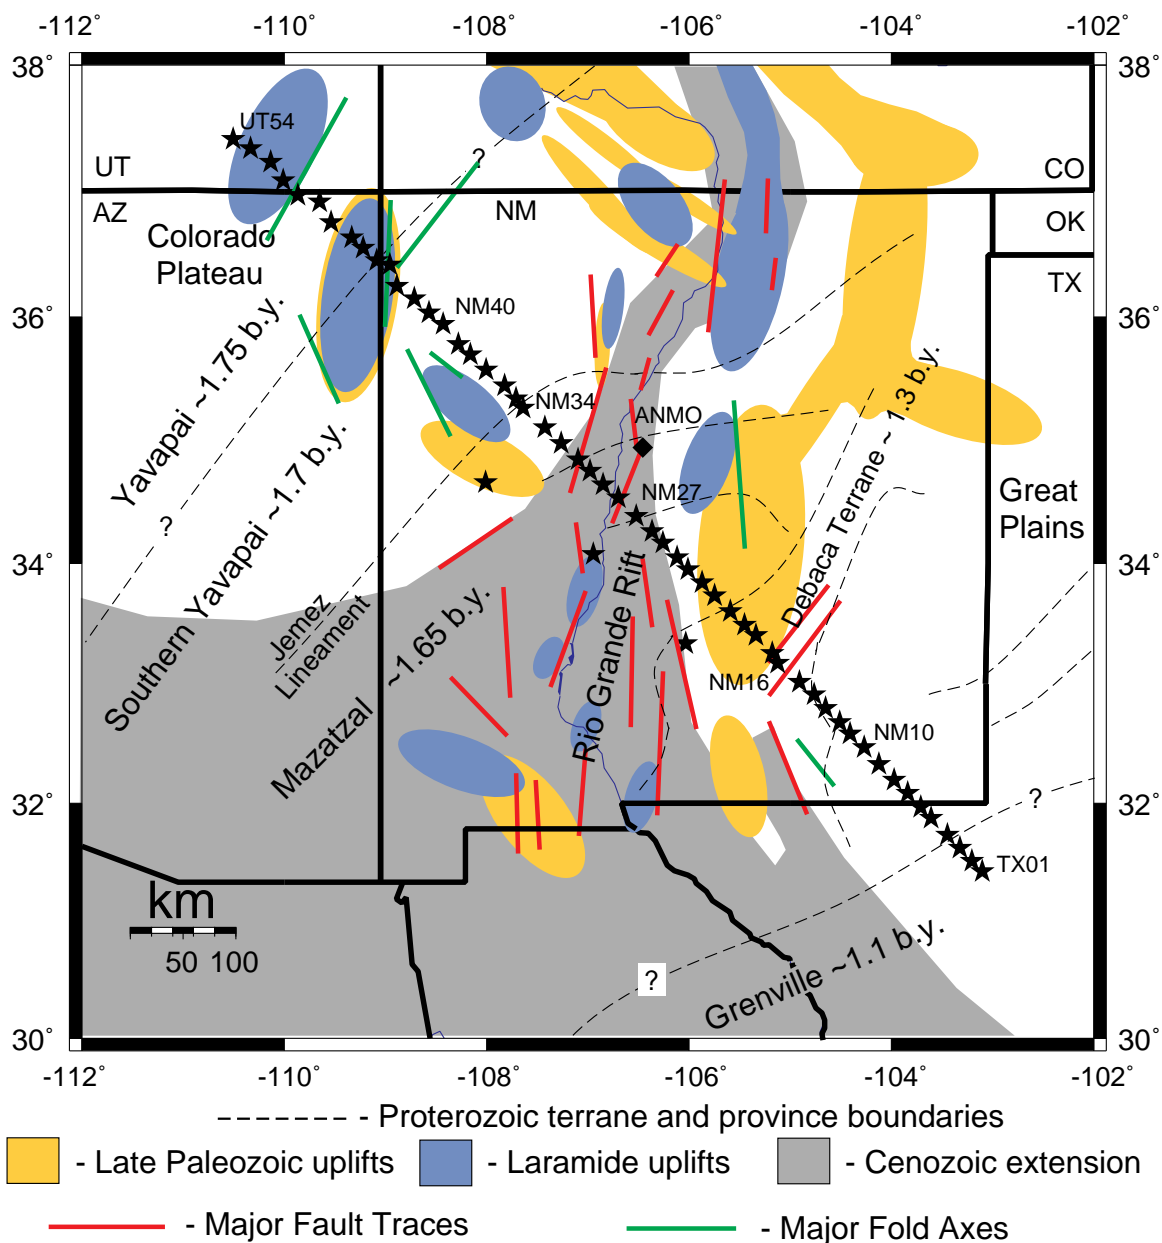 -112° -110° -108° -106° -104° -102°
38° 38°
UT54
UT CO
AZ NM OK
Colorado
Plateau
TX
NM40
36° 36°
Yavapai ~1.75 b.y.
NM34
ANMO
Debaca Terrane~ 1.3 b.y.
Southern Yavapai ~1.7 b.y.
NM27
Great
Plains
?
?
34° 34°
Jemez
Lineament
Mazatzal ~1.65 b.y.
Rio Grande Rift
NM16
NM10
32° 32°
?
TX01
km
50 100
?
Grenville ~1.1 b.y.
30° 30°
-112° -110° -108° -106° -104° -102°
- Proterozoic terrane and province boundaries
- Late Paleozoic uplifts - Laramide uplifts - Cenozoic extension
- Major Fault Traces - Major Fold Axes